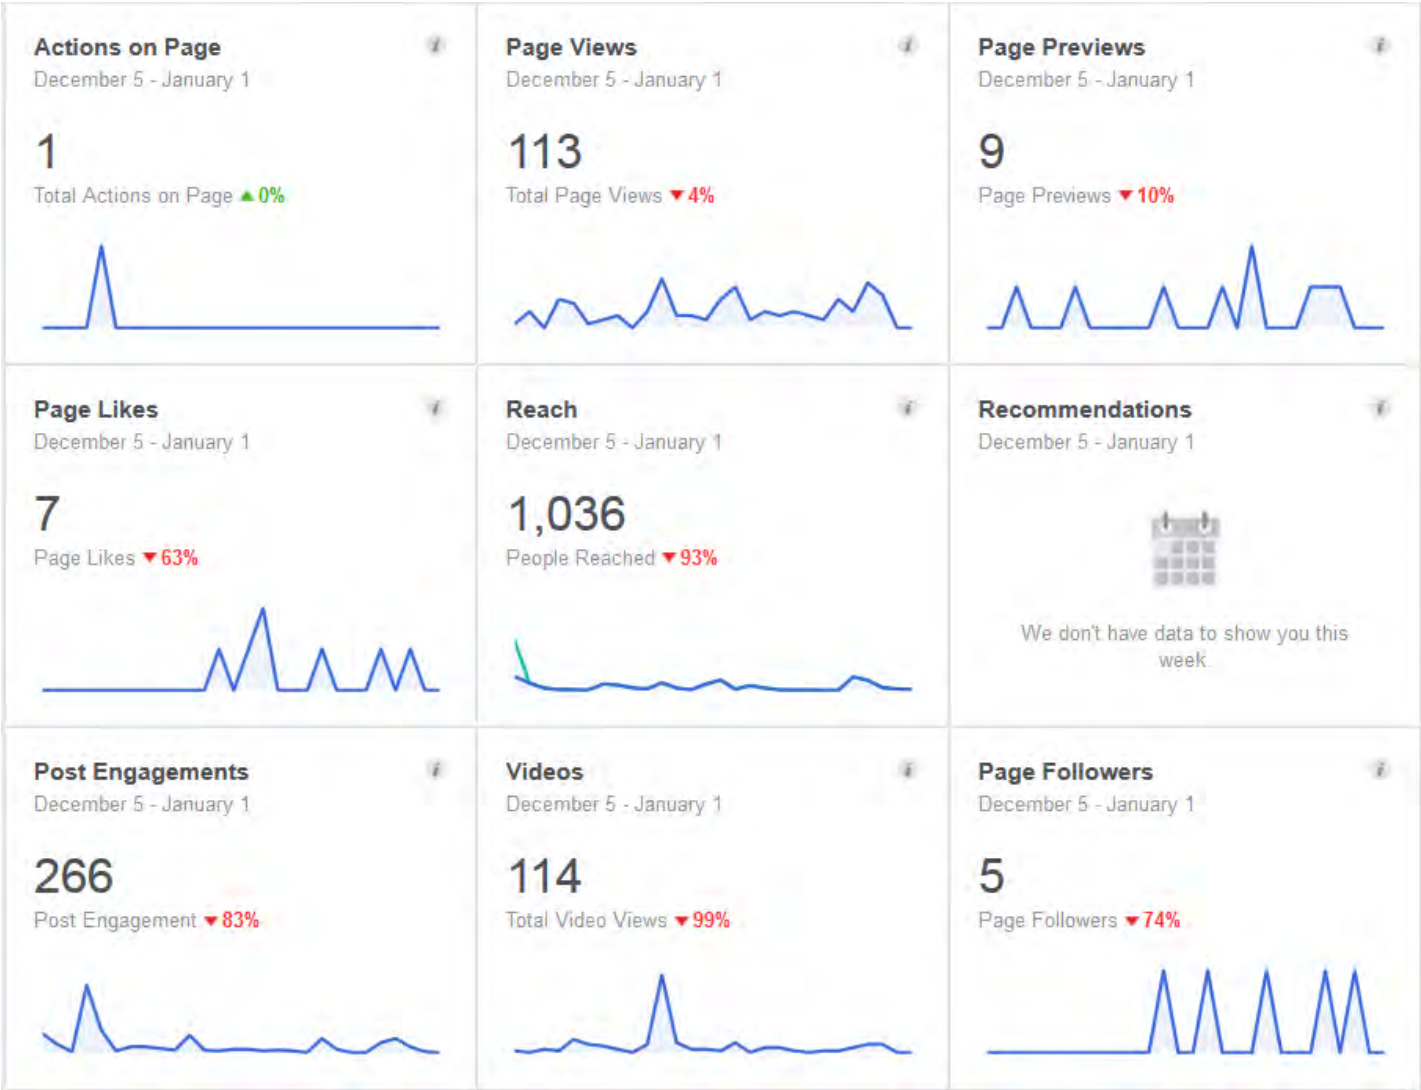 Actions on Page
December 5 - January 1
1
Total Actions on Page ▲ 0%
Page Views
December 5 - January 1
113
Total Page Views ▼ 4%
Page Previews
December 5 - January 1
9
Page Previews ▼ 10%
Page Likes
December 5 - January 1
7
Page Likes ▼ 63%
Reach
December 5 - January 1
1,036
People Reached ▼ 93%
Recommendations
December 5 - January 1
We don't have data to show you this
week.
Post Engagements
December 5 - January 1
266
Post Engagement ▼ 83%
Videos
December 5 - January 1
114
Total Video Views ▼ 99%
Page Followers
December 5 - January 1
5
Page Followers ▼ 74%